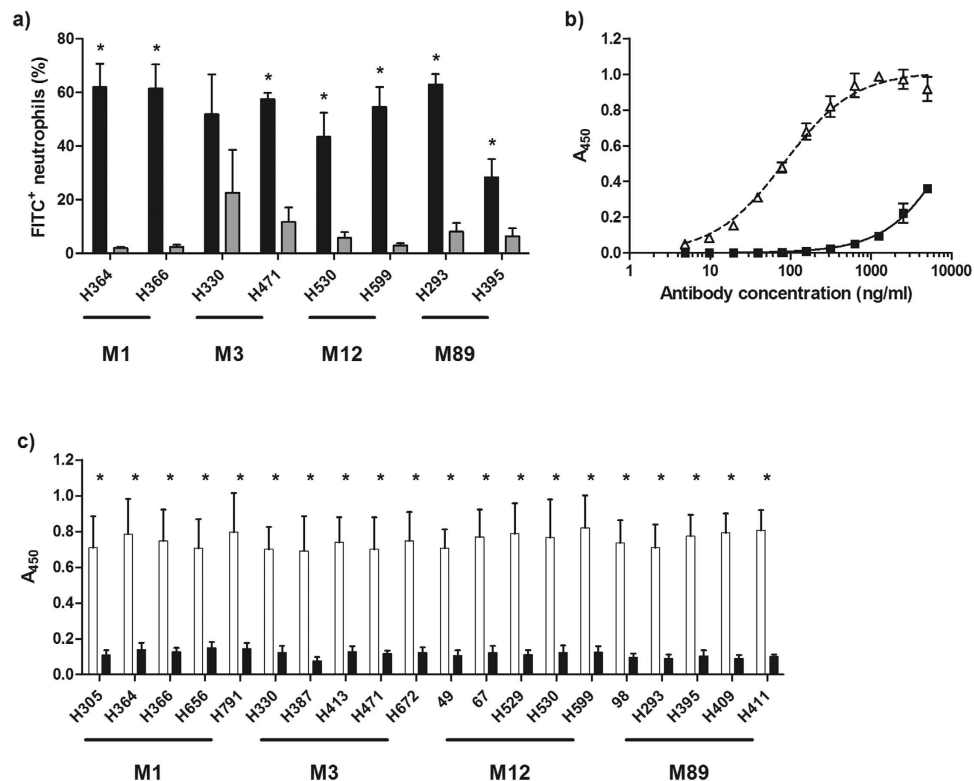 a)
FITC+ neutrophils (%)
80
60
40
20
0
* * * * * * *
H364 H366 H330 H471 H530 H599 H293 H395
M1 M3 M12 M89
b)
A450
1.2
1.0
0.8
0.6
0.4
0.2
0.0
1 10 100 1000 10000
Antibody concentration (ng/ml)
c)
A450
1.2
1.0
0.8
0.6
0.4
0.2
0.0
* * * * * * * * * * * * * * * * * * * *
H305 H364 H366 H656 H791 H330 H387 H413 H471 H672 49 67 H529 H530 H599 98 H293 H395 H409 H411
M1 M3 M12 M89